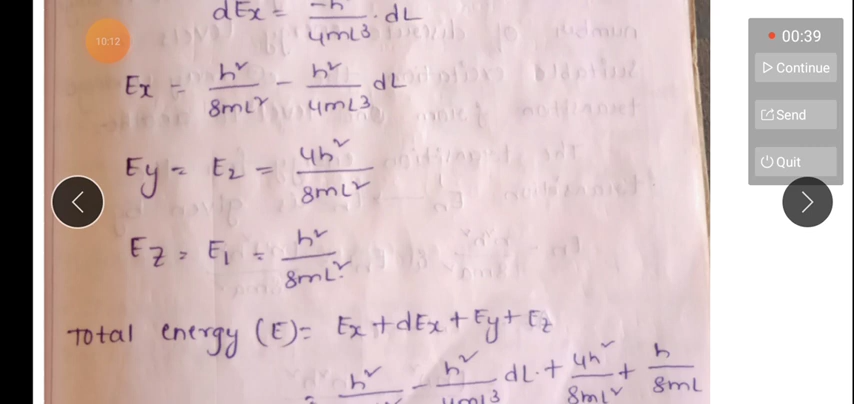 dEx = -h²/4mL³ · dL
10:12
00:39
Continue
Send
Quit
Ex = h²/8mL² - h²/4mL³ dL
Ey = E2 = 4h²/8mL²
Ez = E1 = h²/8mL²
Total energy (E) = Ex + dEx + Ey + Ez
= h² - h²/4mL³ dL + 4h²/8mL² + h/8mL